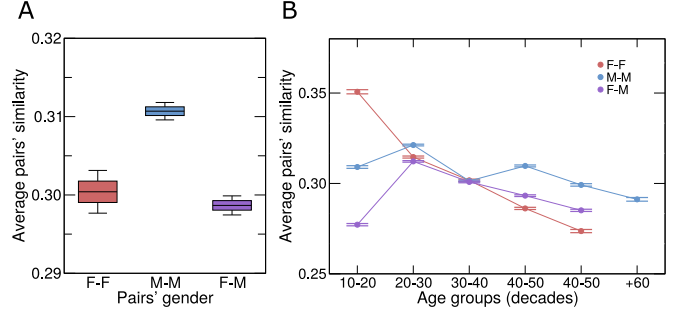 A
Average pairs' similarity
0.32
0.31
0.30
0.29
F-F M-M F-M
Pairs' gender
B
Average pairs' similarity
0.35
0.30
0.25
F-F
M-M
F-M
10-20 20-30 30-40 40-50 40-50 +60
Age groups (decades)